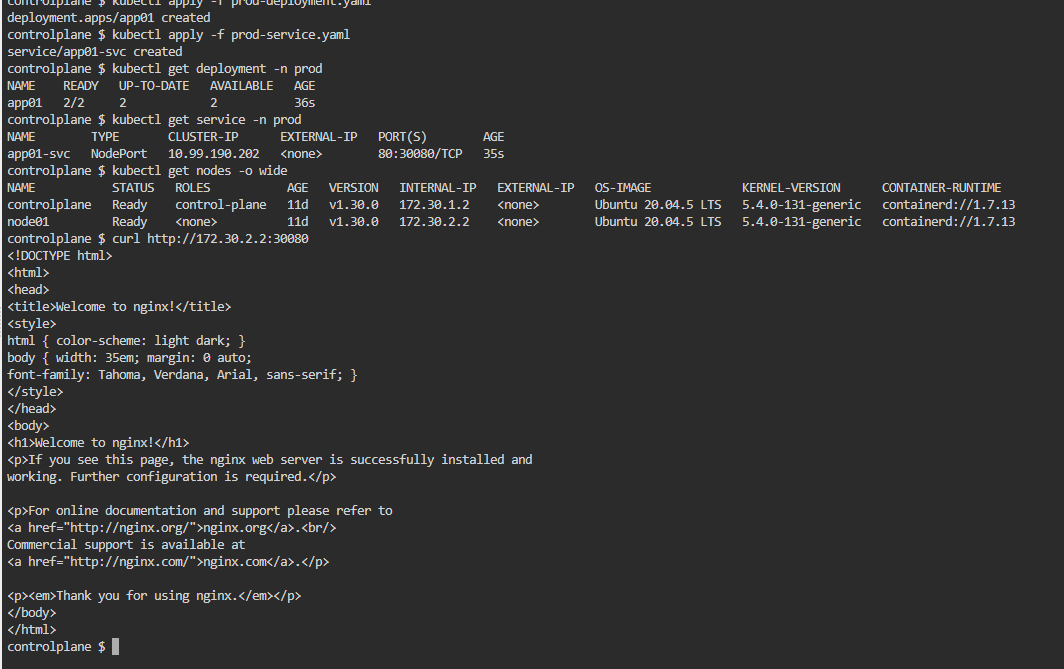 controlplane $ kubectl apply -f prod-deployment.yaml
deployment.apps/app01 created
controlplane $ kubectl apply -f prod-service.yaml
service/app01-svc created
controlplane $ kubectl get deployment -n prod
NAME    READY   UP-TO-DATE   AVAILABLE   AGE
app01   2/2     2            2           36s
controlplane $ kubectl get service -n prod
NAME        TYPE       CLUSTER-IP      EXTERNAL-IP   PORT(S)        AGE
app01-svc   NodePort   10.99.190.202   <none>        80:30080/TCP   35s
controlplane $ kubectl get nodes -o wide
NAME           STATUS   ROLES           AGE   VERSION   INTERNAL-IP   EXTERNAL-IP   OS-IMAGE             KERNEL-VERSION      CONTAINER-RUNTIME
controlplane   Ready    control-plane   11d   v1.30.0   172.30.1.2    <none>        Ubuntu 20.04.5 LTS   5.4.0-131-generic   containerd://1.7.13
node01         Ready    <none>          11d   v1.30.0   172.30.2.2    <none>        Ubuntu 20.04.5 LTS   5.4.0-131-generic   containerd://1.7.13
controlplane $ curl http://172.30.2.2:30080
<!DOCTYPE html>
<html>
<head>
<title>Welcome to nginx!</title>
<style>
html { color-scheme: light dark; }
body { width: 35em; margin: 0 auto;
font-family: Tahoma, Verdana, Arial, sans-serif; }
</style>
</head>
<body>
<h1>Welcome to nginx!</h1>
<p>If you see this page, the nginx web server is successfully installed and
working. Further configuration is required.</p>

<p>For online documentation and support please refer to
<a href="http://nginx.org/">nginx.org</a>.<br/>
Commercial support is available at
<a href="http://nginx.com/">nginx.com</a>.</p>

<p><em>Thank you for using nginx.</em></p>
</body>
</html>
controlplane $